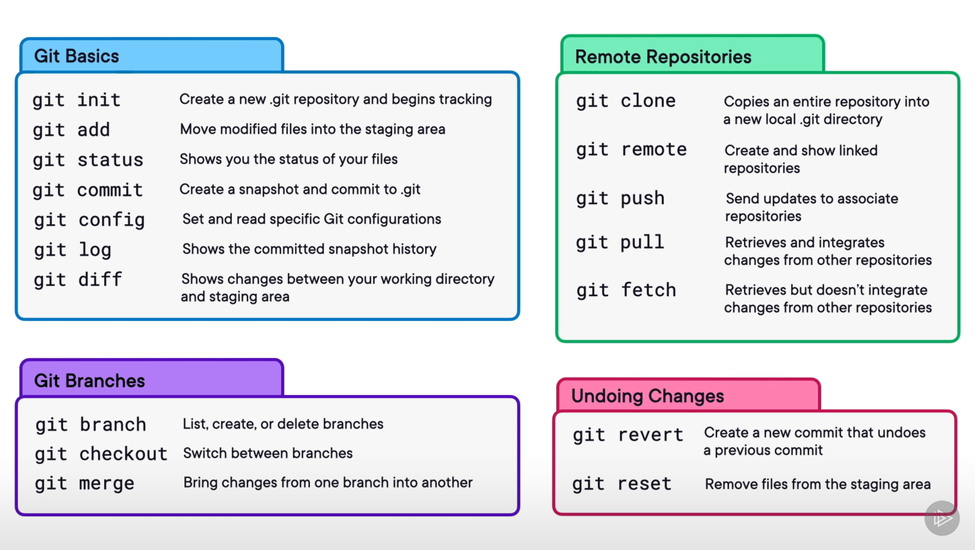 Git Basics
git init Create a new .git repository and begins tracking
git add Move modified files into the staging area
git status Shows you the status of your files
git commit Create a snapshot and commit to .git
git config Set and read specific Git configurations
git log Shows the committed snapshot history
git diff Shows changes between your working directory
and staging area
Remote Repositories
git clone Copies an entire repository into
a new local .git directory
git remote Create and show linked
repositories
git push Send updates to associate
repositories
git pull Retrieves and integrates
changes from other repositories
git fetch Retrieves but doesn't integrate
changes from other repositories
Git Branches
git branch List, create, or delete branches
git checkout Switch between branches
git merge Bring changes from one branch into another
Undoing Changes
git revert Create a new commit that undoes
a previous commit
git reset Remove files from the staging area